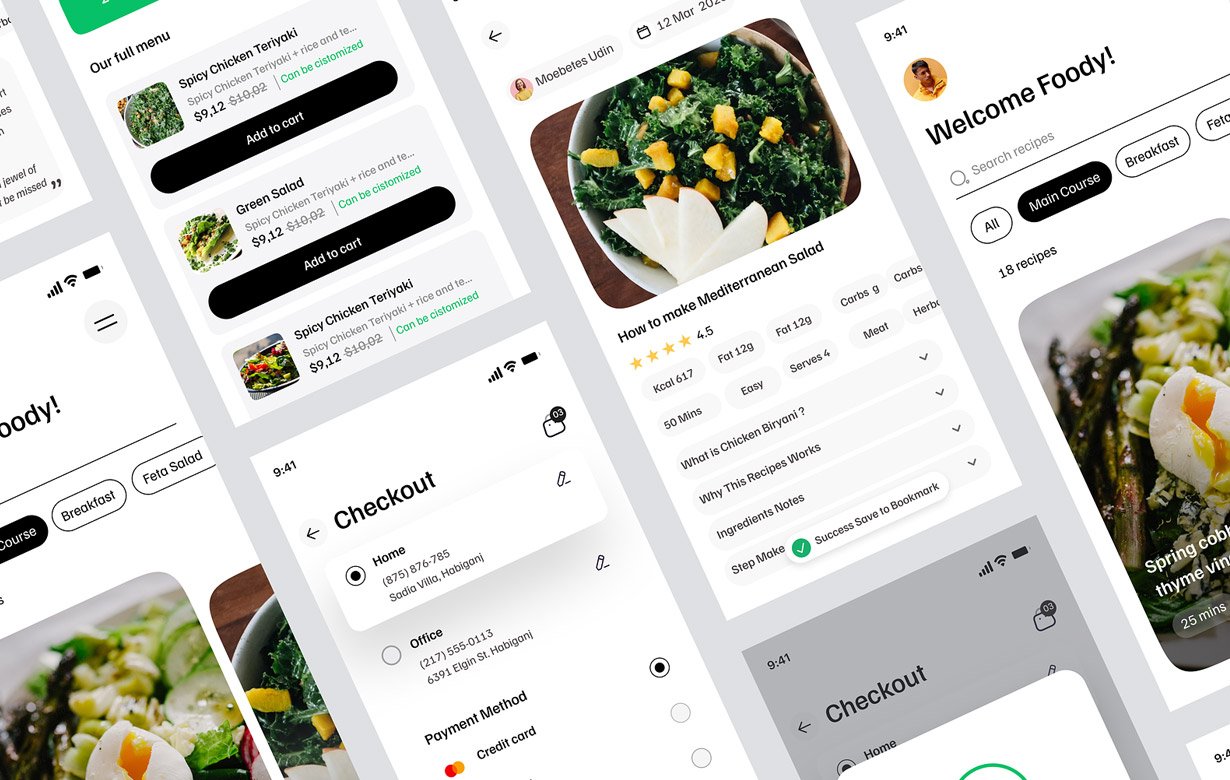 jewel of
be missed ”
Our full menu
Spicy Chicken Teriyaki
Spicy Chicken Teriyaki + rice and te...
$9,12 $10,02 | Can be cistomized
Add to cart
Green Salad
Spicy Chicken Teriyaki + rice and te...
$9,12 $10,02 | Can be cistomized
Add to cart
Spicy Chicken Teriyaki
Spicy Chicken Teriyaki + rice and te...
$9,12 $10,02 | Can be cistomized
oody!
Course
Breakfast
Feta Salad
9:41
03
Checkout
Home
(875) 876-785
Sadia Villa, Habiganj
Office
(217) 555-0113
6391 Elgin St. Habiganj
Payment Method
Credit card
Moebetes Udin
12 Mar 202
How to make Mediterranean Salad
4.5
Kcal 617
Fat 12g
Fat 12g
Carbs g
Carbs
50 Mins
Easy
Serves 4
Meat
Herbo
What is Chicken Biryani ?
Why This Recipes Works
Ingredients Notes
Step Make
Success Save to Bookmark
9:41
03
Checkout
Home
9:41
Welcome Foody!
Search recipes
All
Main Course
Breakfast
Feta
18 recipes
Spring cob
thyme vin
25 mins
9:4